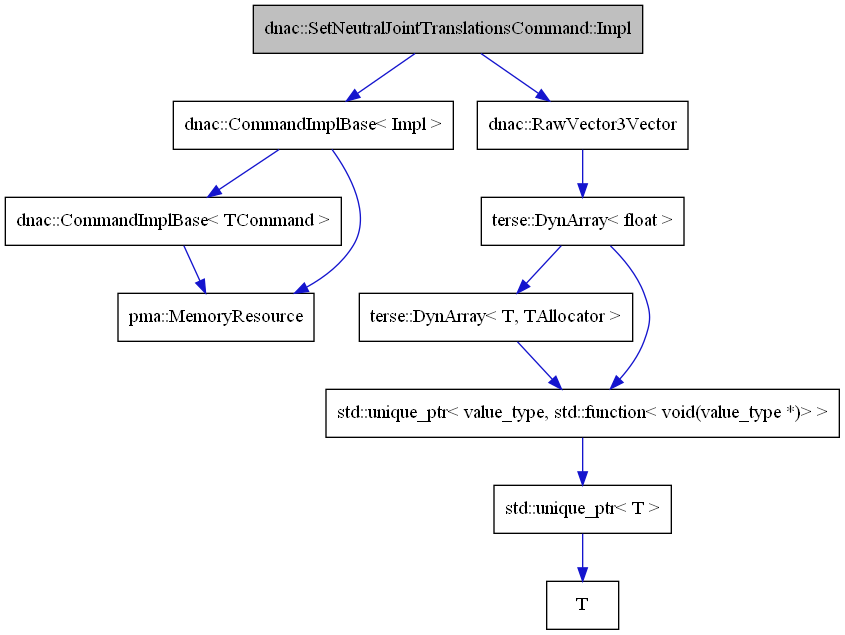 dnac::SetNeutralJointTranslationsCommand::Impl
dnac::CommandImplBase< Impl >
dnac::RawVector3Vector
dnac::CommandImplBase< TCommand >
terse::DynArray< float >
pma::MemoryResource
terse::DynArray< T, TAllocator >
std::unique_ptr< value_type, std::function< void(value_type *)> >
std::unique_ptr< T >
T